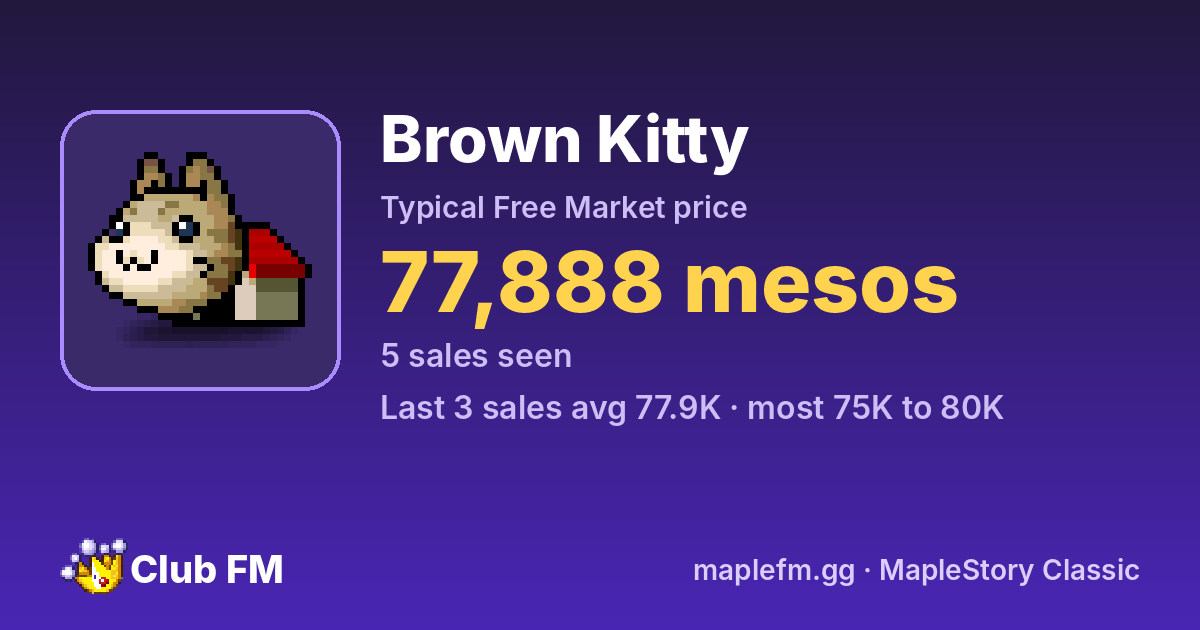 Brown Kitty
Typical Free Market price
77,888 mesos
5 sales seen
Last 3 sales avg 77.9K · most 75K to 80K
Club FM
maplefm.gg · MapleStory Classic